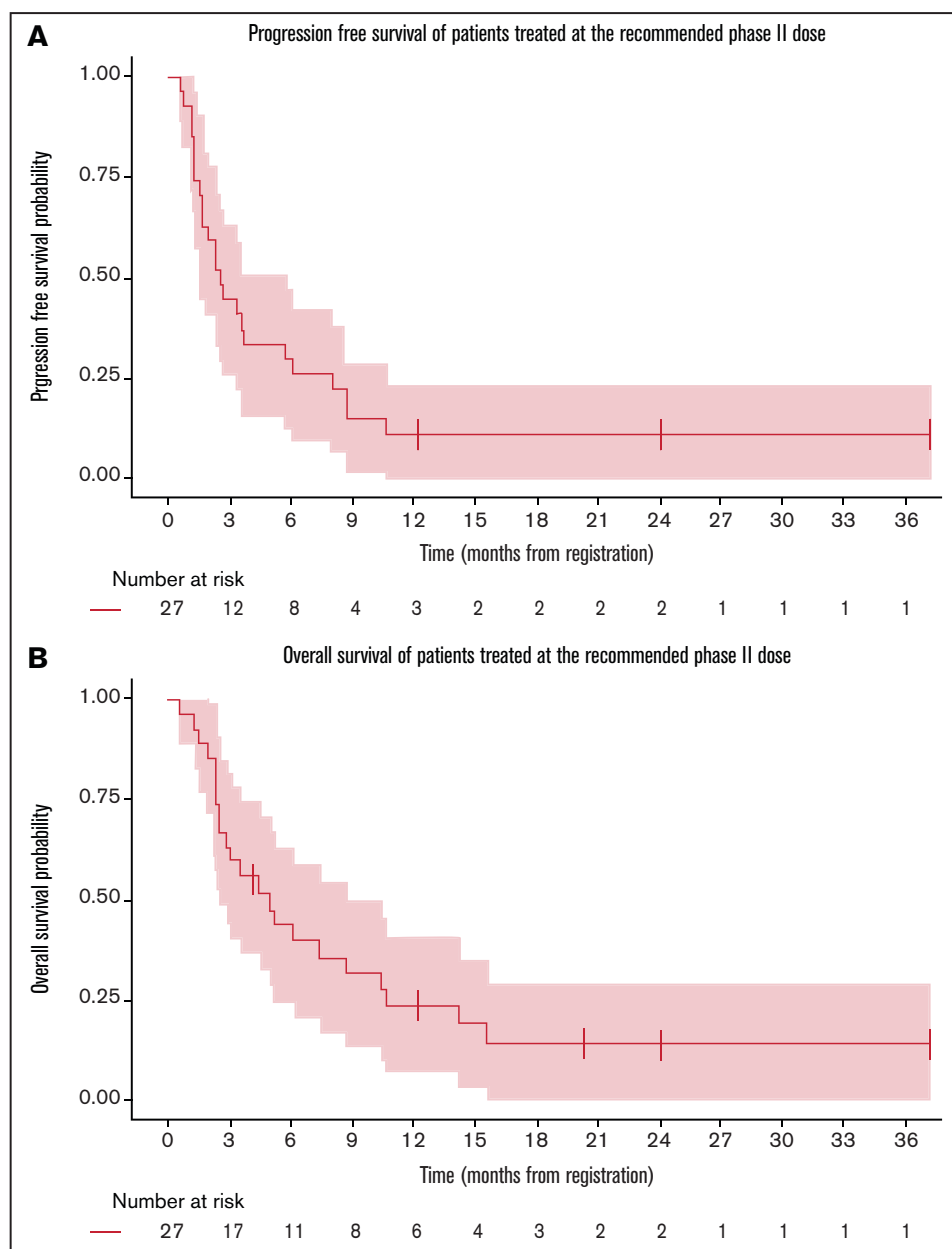 A
Progression free survival of patients treated at the recommended phase II dose
Prgression free survival probability
1.00
0.75
0.50
0.25
0.00
0 3 6 9 12 15 18 21 24 27 30 33 36
Time (months from registration)
Number at risk
27 12 8 4 3 2 2 2 2 1 1 1 1
B
Overall survival of patients treated at the recommended phase II dose
Overall survival probability
1.00
0.75
0.50
0.25
0.00
0 3 6 9 12 15 18 21 24 27 30 33 36
Time (months from registration)
Number at risk
27 17 11 8 6 4 3 2 2 1 1 1 1